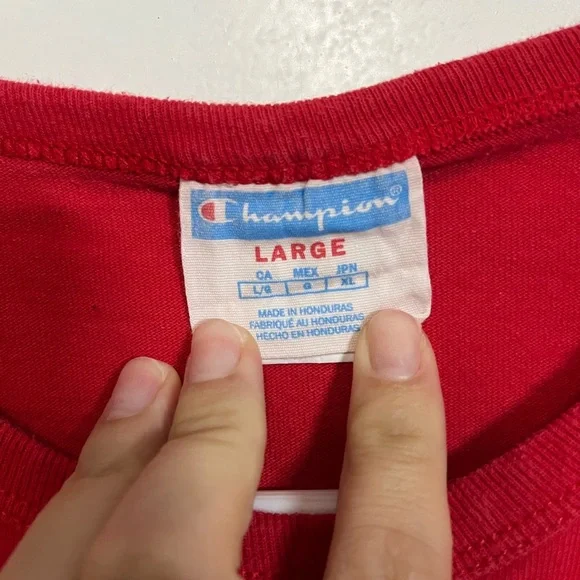 Champion®
LARGE
CA MEX JPN
L/G G XL
MADE IN HONDURAS
FABRIQUÉ AU HONDURAS
HECHO EN HONDURAS